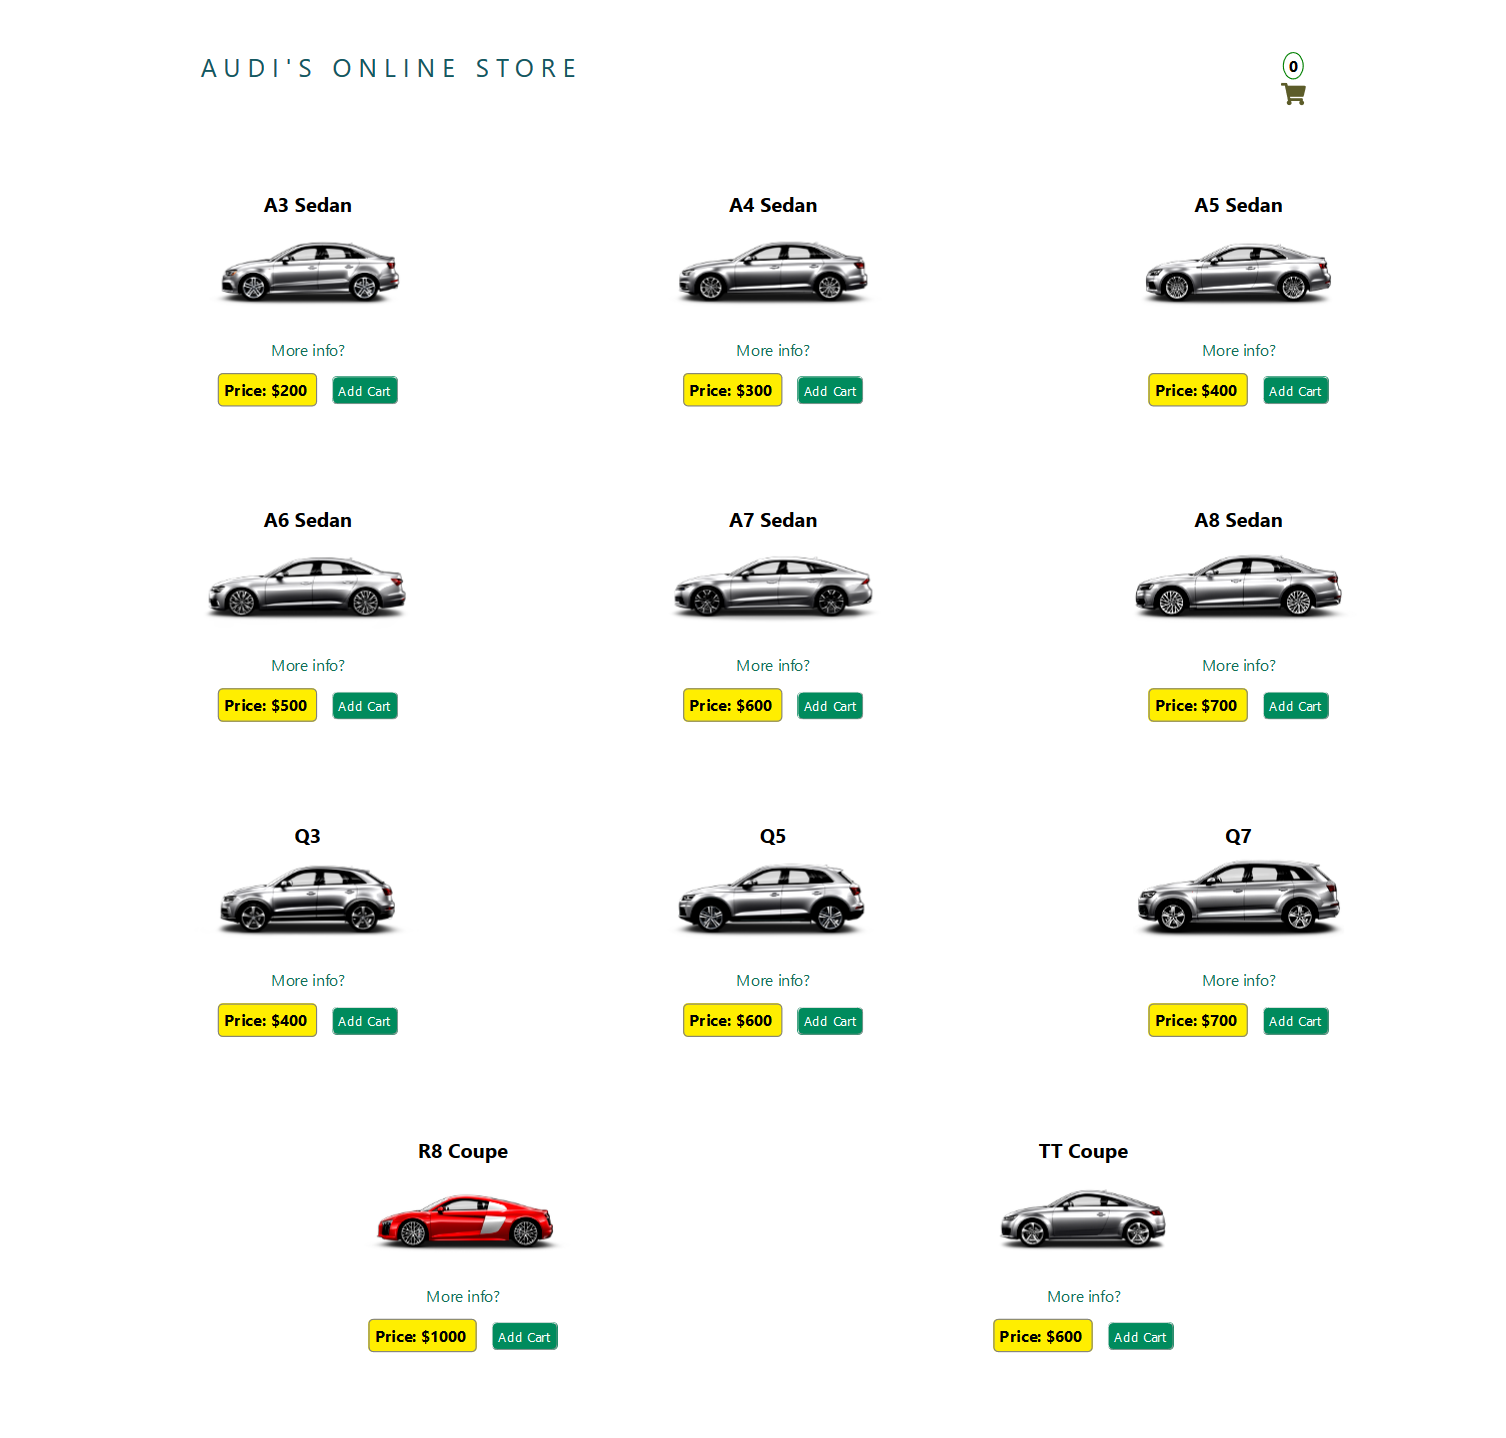 AUDI'S ONLINE STORE
0
A3 Sedan
A4 Sedan
A5 Sedan
More info?
More info?
More info?
Price: $200 Add Cart
Price: $300 Add Cart
Price: $400 Add Cart
A6 Sedan
A7 Sedan
A8 Sedan
More info?
More info?
More info?
Price: $500 Add Cart
Price: $600 Add Cart
Price: $700 Add Cart
Q3
Q5
Q7
More info?
More info?
More info?
Price: $400 Add Cart
Price: $600 Add Cart
Price: $700 Add Cart
R8 Coupe
TT Coupe
More info?
More info?
Price: $1000 Add Cart
Price: $600 Add Cart